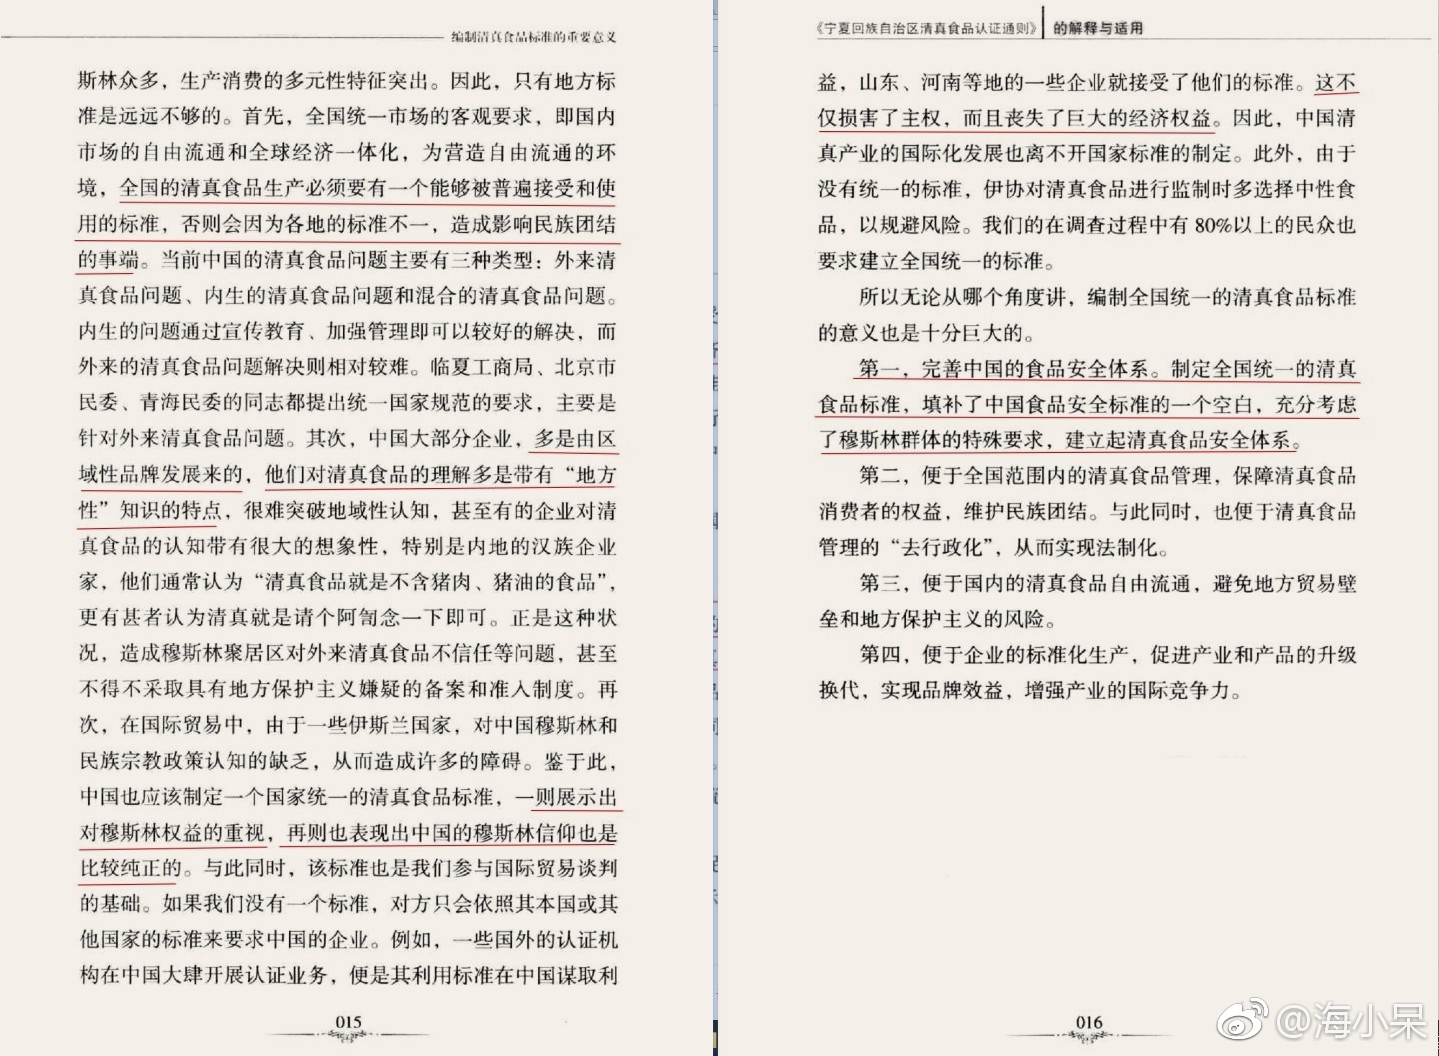 编制清真食品标准的重要意义
斯林众多，生产消费的多元性特征突出。因此，只有地方标
准是远远不够的。首先，全国统一市场的客观要求，即国内
市场的自由流通和全球经济一体化，为营造自由流通的环
境，全国的清真食品生产必须要有一个能够被普遍接受和使
用的标准，否则会因为各地的标准不一，造成影响民族团结
的事端。当前中国的清真食品问题主要有三种类型：外来清
真食品问题、内生的清真食品问题和混合的清真食品问题。
内生的问题通过宣传教育、加强管理即可以较好的解决，而
外来的清真食品问题解决则相对较难。临夏工商局、北京市
民委、青海民委的同志都提出统一国家规范的要求，主要是
针对外来清真食品问题。其次，中国大部分企业，多是由区
域性品牌发展来的，他们对清真食品的理解多是带有“地方
性”知识的特点，很难突破地域性认知，甚至有的企业对清
真食品的认知带有很大的想象性，特别是内地的汉族企业
家，他们通常认为“清真食品就是不含猪肉、猪油的食品”，
更有甚者认为清真就是请个阿訇念一下即可。正是这种状
况，造成穆斯林聚居区对外来清真食品不信任等问题，甚至
不得不采取具有地方保护主义嫌疑的备案和准入制度。再
次，在国际贸易中，由于一些伊斯兰国家，对中国穆斯林和
民族宗教政策认知的缺乏，从而造成许多的障碍。鉴于此，
中国也应该制定一个国家统一的清真食品标准，一则展示出
对穆斯林权益的重视，再则也表现出中国的穆斯林信仰也是
比较纯正的。与此同时，该标准也是我们参与国际贸易谈判
的基础。如果我们没有一个标准，对方只会依照其本国或其
他国家的标准来要求中国的企业。例如，一些国外的认证机
构在中国大肆开展认证业务，便是其利用标准在中国谋取利
015
《宁夏回族自治区清真食品认证通则》 的解释与适用
益，山东、河南等地的一些企业就接受了他们的标准。这不
仅损害了主权，而且丧失了巨大的经济权益。因此，中国清
真产业的国际化发展也离不开国家标准的制定。此外，由于
没有统一的标准，伊协对清真食品进行监制时多选择中性食
品，以规避风险。我们的在调查过程中有 80%以上的民众也
要求建立全国统一的标准。
所以无论从哪个角度讲，编制全国统一的清真食品标准
的意义也是十分巨大的。
第一，完善中国的食品安全体系。制定全国统一的清真
食品标准，填补了中国食品安全标准的一个空白，充分考虑
了穆斯林群体的特殊要求，建立起清真食品安全体系。
第二，便于全国范围内的清真食品管理，保障清真食品
消费者的权益，维护民族团结。与此同时，也便于清真食品
管理的“去行政化”，从而实现法制化。
第三，便于国内的清真食品自由流通，避免地方贸易壁
垒和地方保护主义的风险。
第四，便于企业的标准化生产，促进产业和产品的升级
换代，实现品牌效益，增强产业的国际竞争力。
016
@海小呆